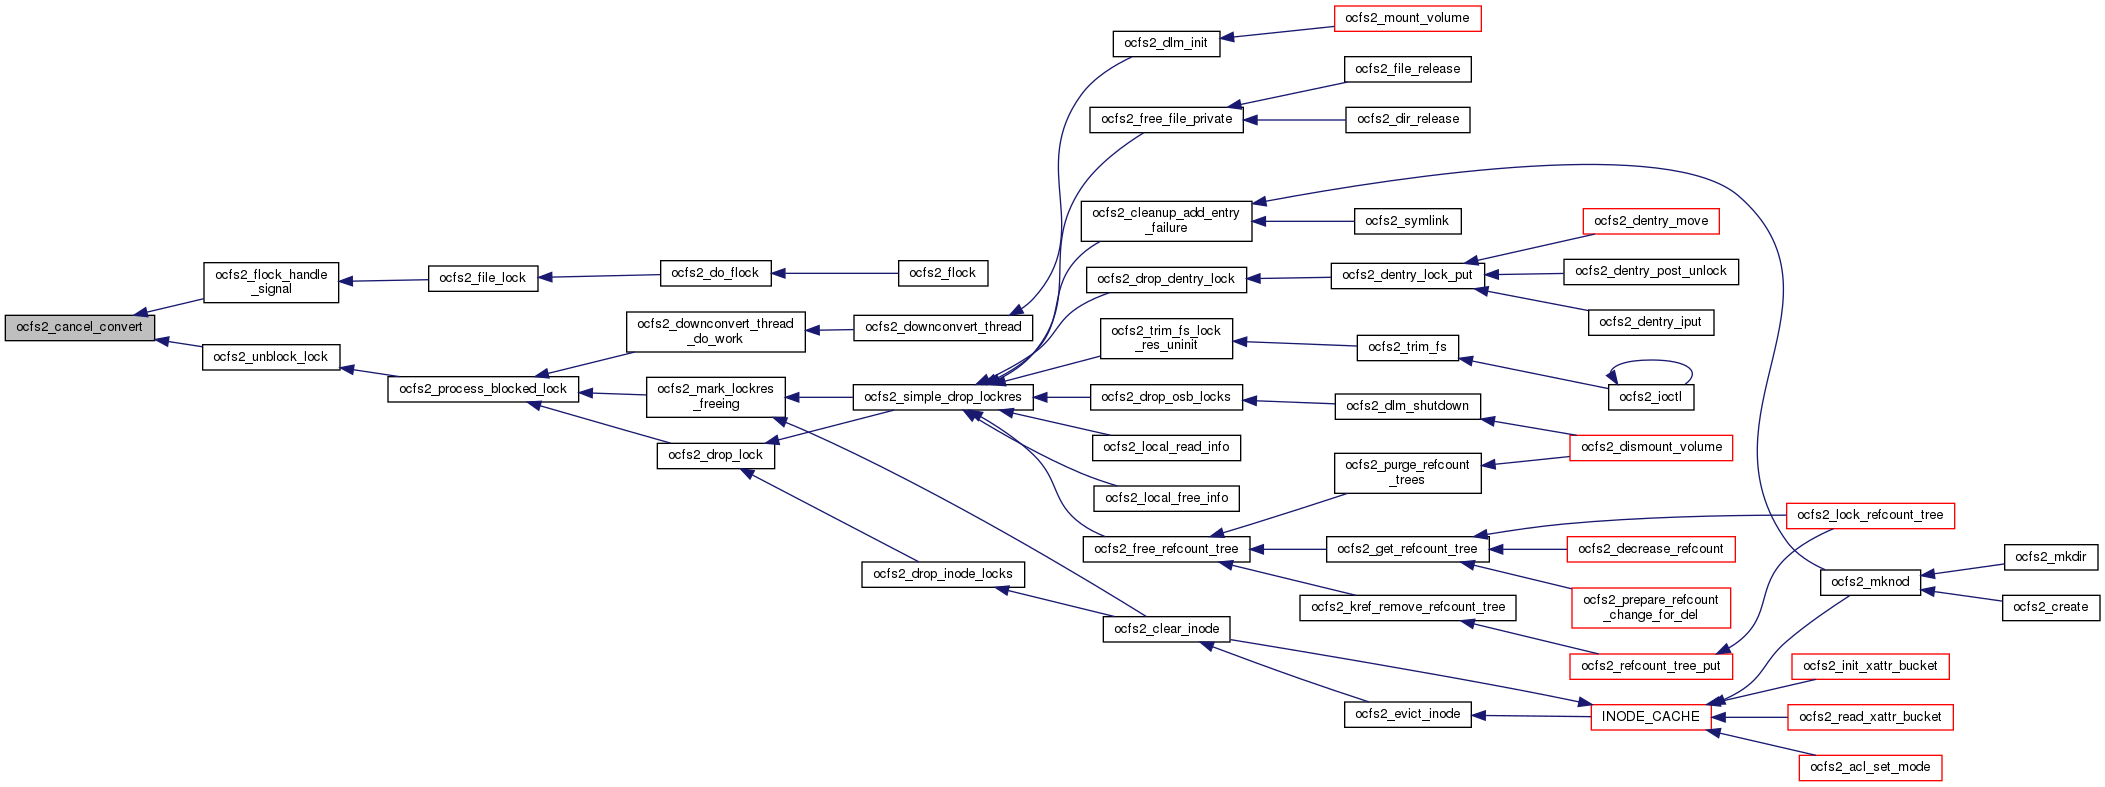 ocfs2_mount_volume
ocfs2_dlm_init
ocfs2_file_release
ocfs2_free_file_private
ocfs2_dir_release
ocfs2_cleanup_add_entry
_failure
ocfs2_symlink
ocfs2_dentry_move
ocfs2_flock_handle
_signal
ocfs2_file_lock
ocfs2_do_flock
ocfs2_flock
ocfs2_drop_dentry_lock
ocfs2_dentry_lock_put
ocfs2_dentry_post_unlock
ocfs2_cancel_convert
ocfs2_downconvert_thread
_do_work
ocfs2_downconvert_thread
ocfs2_trim_fs_lock
_res_uninit
ocfs2_dentry_iput
ocfs2_unblock_lock
ocfs2_trim_fs
ocfs2_process_blocked_lock
ocfs2_mark_lockres
_freeing
ocfs2_simple_drop_lockres
ocfs2_drop_osb_locks
ocfs2_ioctl
ocfs2_dlm_shutdown
ocfs2_drop_lock
ocfs2_local_read_info
ocfs2_dismount_volume
ocfs2_purge_refcount
_trees
ocfs2_local_free_info
ocfs2_lock_refcount_tree
ocfs2_free_refcount_tree
ocfs2_get_refcount_tree
ocfs2_decrease_refcount
ocfs2_mkdir
ocfs2_drop_inode_locks
ocfs2_mknod
ocfs2_kref_remove_refcount_tree
ocfs2_prepare_refcount
_change_for_del
ocfs2_create
ocfs2_clear_inode
ocfs2_refcount_tree_put
ocfs2_init_xattr_bucket
ocfs2_evict_inode
INODE_CACHE
ocfs2_read_xattr_bucket
ocfs2_acl_set_mode